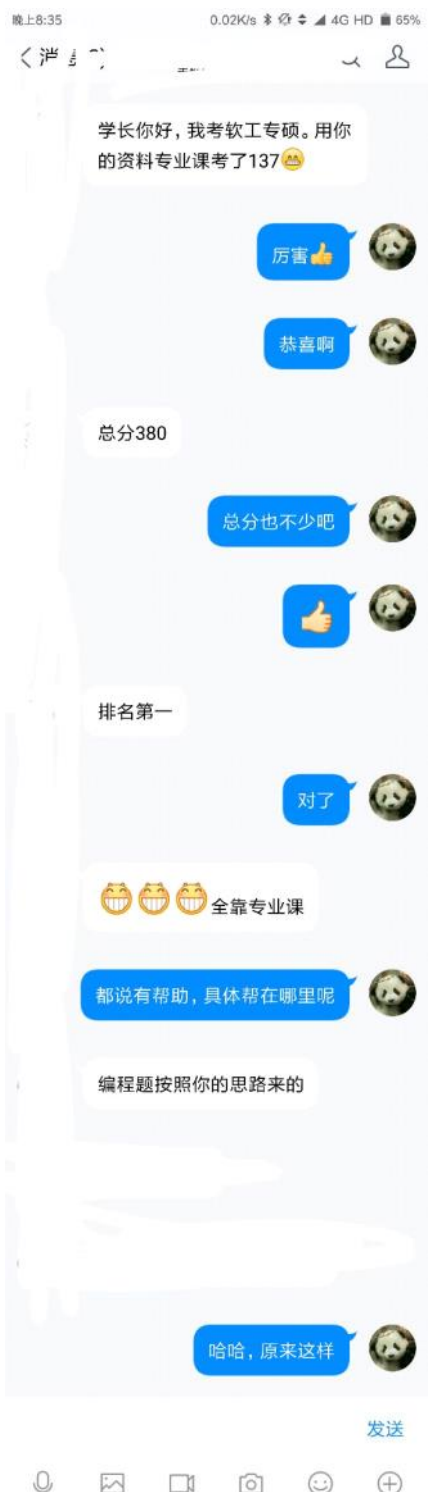 晚上8:35
0.02K/s 4G HD 65%
学长你好，我考软工专硕。用你
的资料专业课考了137😁
厉害👍
恭喜啊
总分380
总分也不少吧
👍
排名第一
对了
😁😁😁全靠专业课
都说有帮助，具体帮在哪里呢
编程题按照你的思路来的
哈哈，原来这样
发送